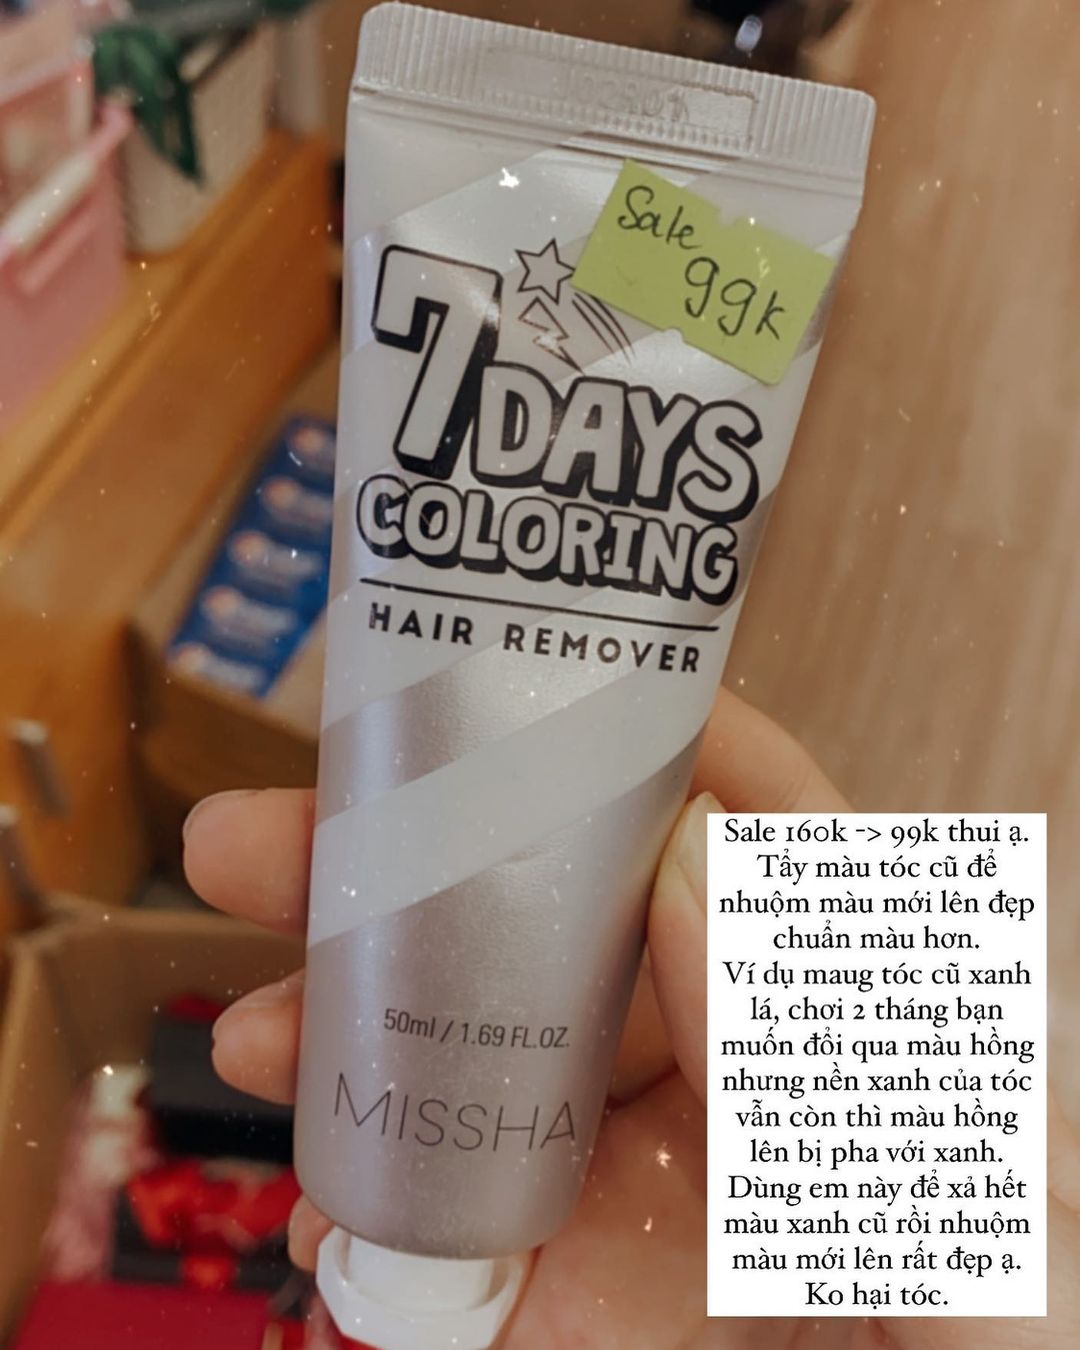 Sale
99k
7 DAYS
COLORING
HAIR REMOVER
50ml / 1.69 FL.OZ.
MISSHA
Sale 160k -> 99k thui ạ.
Tẩy màu tóc cũ để
nhuộm màu mới lên đẹp
chuẩn màu hơn.
Ví dụ maug tóc cũ xanh
lá, chơi 2 tháng bạn
muốn đổi qua màu hồng
nhưng nền xanh của tóc
vẫn còn thì màu hồng
lên bị pha với xanh.
Dùng em này để xả hết
màu xanh cũ rồi nhuộm
màu mới lên rất đẹp ạ.
Ko hại tóc.